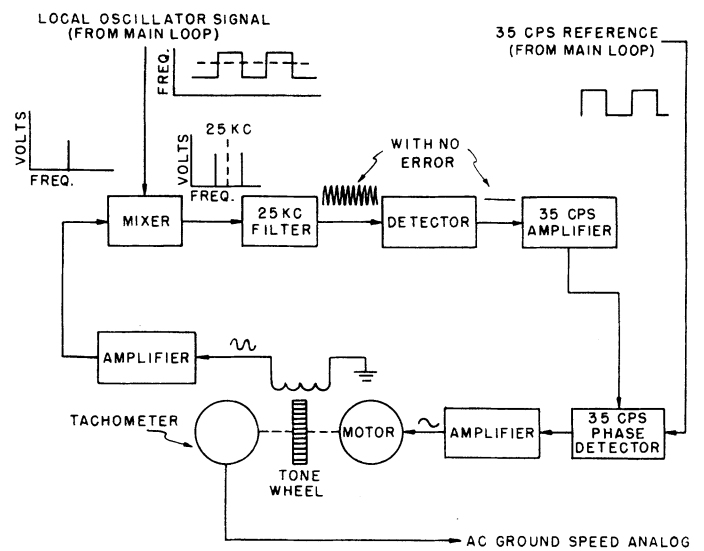 LOCAL OSCILLATOR SIGNAL
(FROM MAIN LOOP)
35 CPS REFERENCE
(FROM MAIN LOOP)
FREQ.
VOLTS
FREQ.
25 KC
VOLTS
FREQ.
WITH NO
ERROR
MIXER
25 KC
FILTER
DETECTOR
35 CPS
AMPLIFIER
AMPLIFIER
TACHOMETER
MOTOR
AMPLIFIER
35 CPS
PHASE
DETECTOR
TONE
WHEEL
AC GROUND SPEED ANALOG